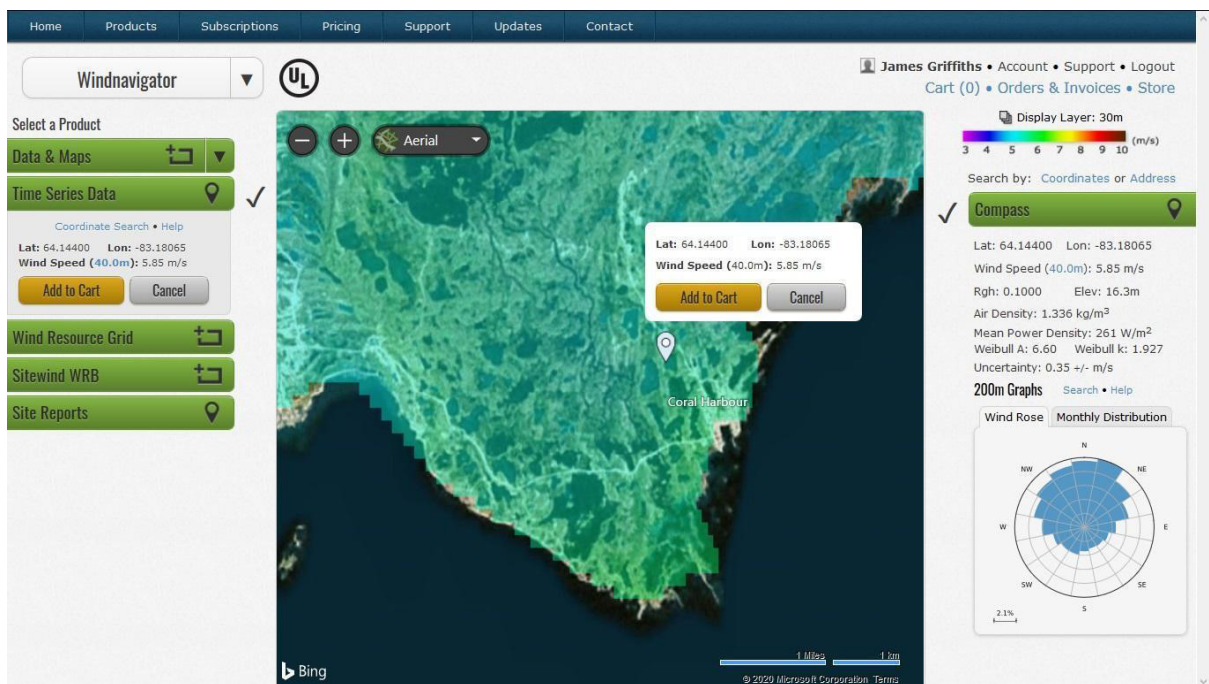 Home Products Subscriptions Pricing Support Updates Contact
Windnavigator
UL
James Griffiths • Account • Support • Logout
Cart (0) • Orders & Invoices • Store
Select a Product
Data & Maps
Time Series Data
Coordinate Search • Help
Lat: 64.14400 Lon: -83.18065
Wind Speed (40.0m): 5.85 m/s
Add to Cart Cancel
Wind Resource Grid
Sitewind WRB
Site Reports
Aerial
Lat: 64.14400 Lon: -83.18065
Wind Speed (40.0m): 5.85 m/s
Add to Cart Cancel
Coral Harbour
Bing
1 Miles 1 km
© 2020 Microsoft Corporation Terms
Display Layer: 30m
3 4 5 6 7 8 9 10 (m/s)
Search by: Coordinates or Address
Compass
Lat: 64.14400 Lon: -83.18065
Wind Speed (40.0m): 5.85 m/s
Rgh: 0.1000 Elev: 16.3m
Air Density: 1.336 kg/m³
Mean Power Density: 261 W/m²
Weibull A: 6.60 Weibull k: 1.927
Uncertainty: 0.35 +/- m/s
200m Graphs Search • Help
Wind Rose Monthly Distribution
N
NW NE
W E
SW SE
S
2.1%